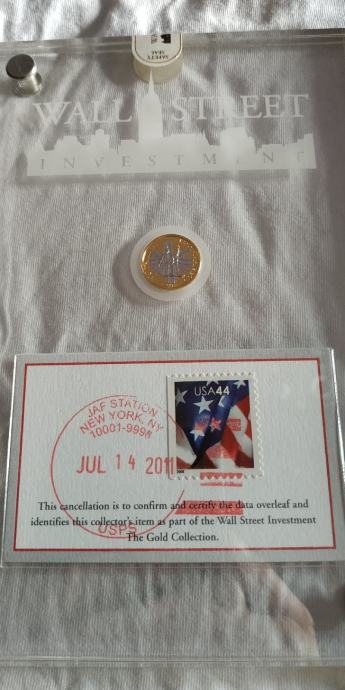 SAFETY
SEAL
WALL STREET
INVESTMENT
USA44
JAF STATION
NEW YORK, NY
10001-9998
JUL 14 2011
USPS
This cancellation is to confirm and certify the data overleaf and
identifies this collector's item as part of the Wall Street Investment
The Gold Collection.